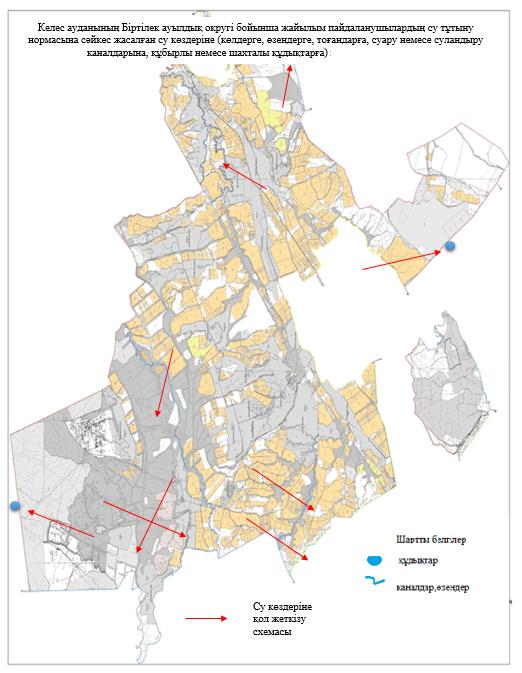 Келес ауданының Біртілек ауылдық округі бойынша жайылым пайдаланушылардың су тұтыну
нормасына сәйкес жасалған су көздеріне (көлдерге, өзендерге, тоғандарға, суару немесе суландыру
каналдарына, құбырлы немесе шахталы құдықтарға)
Шартты белгілер
құдықтар
каналдар,өзендер
Су көздеріне
қол жеткізу
схемасы